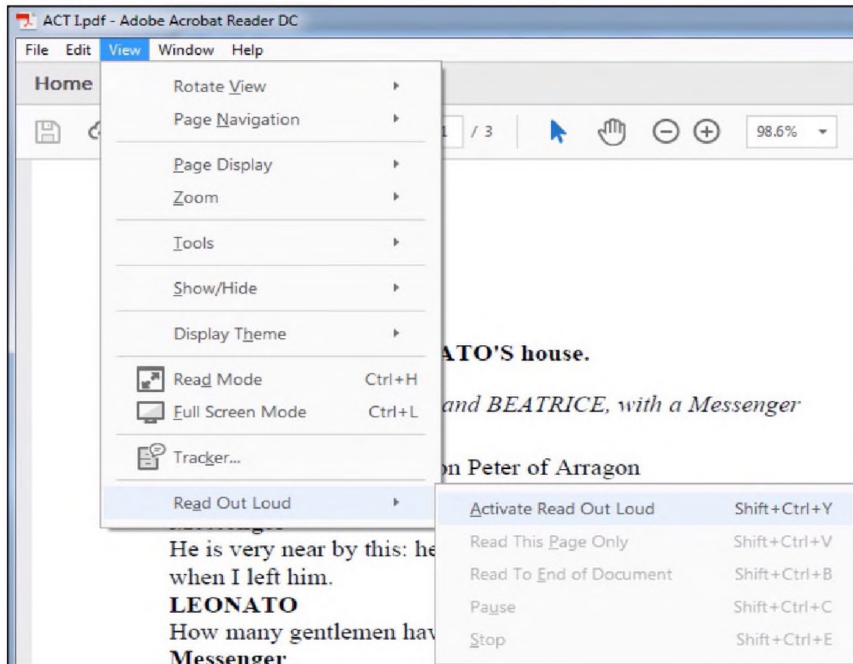 ACT I.pdf - Adobe Acrobat Reader DC
File Edit View Window Help
Home
Rotate View
Page Navigation
1 / 3
98.6%
Page Display
Zoom
Tools
Show/Hide
Display Theme
ATO'S house.
Read Mode Ctrl+H
Full Screen Mode Ctrl+L
and BEATRICE, with a Messenger
Tracker...
on Peter of Arragon
Read Out Loud
Activate Read Out Loud Shift+Ctrl+Y
Read This Page Only Shift+Ctrl+V
Read To End of Document Shift+Ctrl+B
Pause Shift+Ctrl+C
Stop Shift+Ctrl+E
Messenger
He is very near by this: he
when I left him.
LEONATO
How many gentlemen hav
Messenger